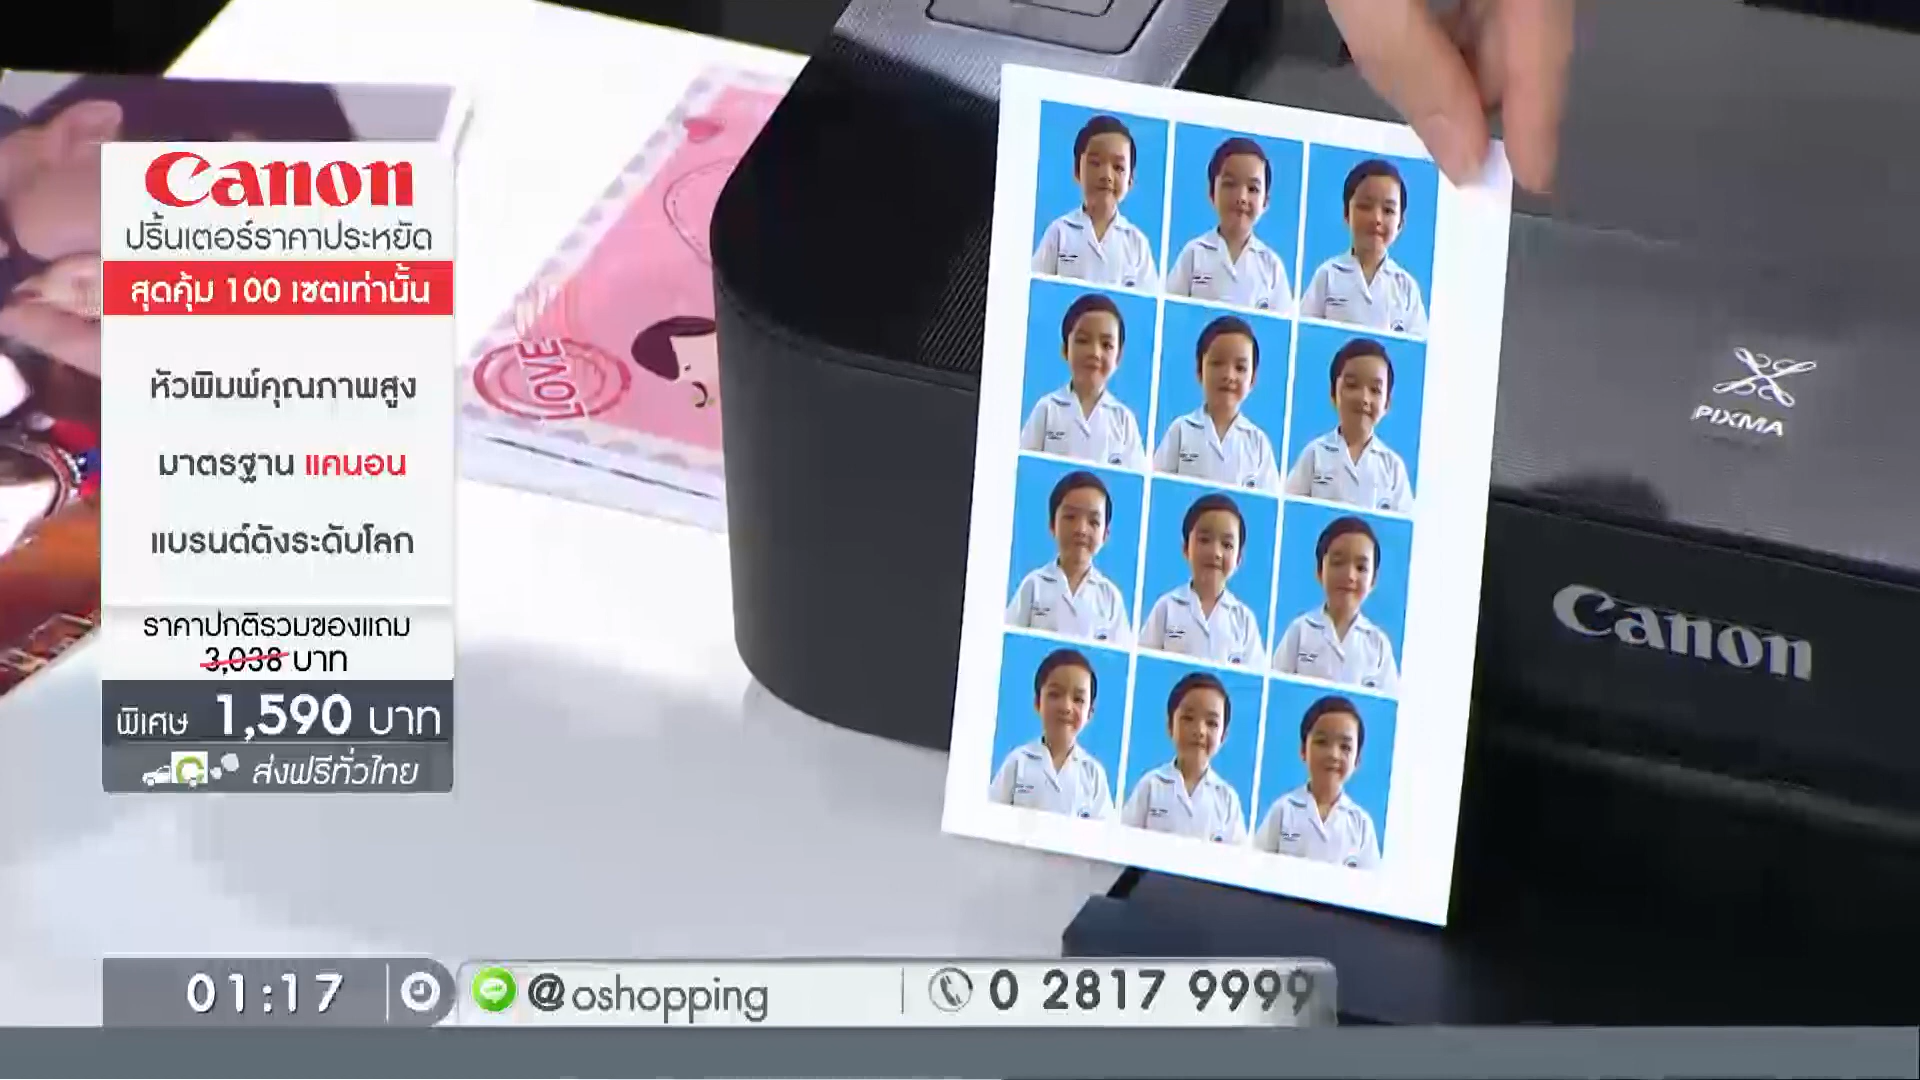 Canon
ปริ้นเตอร์ราคาประหยัด
สุดคุ้ม 100 เซตเท่านั้น
หัวพิมพ์คุณภาพสูง
มาตรฐาน แคนอน
แบรนด์ดังระดับโลก
ราคาปกติรวมของแถม
3,038 บาท
พิเศษ 1,590 บาท
ส่งฟรีทั่วไทย
LOVE
PIXMA
Canon
01:17
@oshopping
0 2817 9999